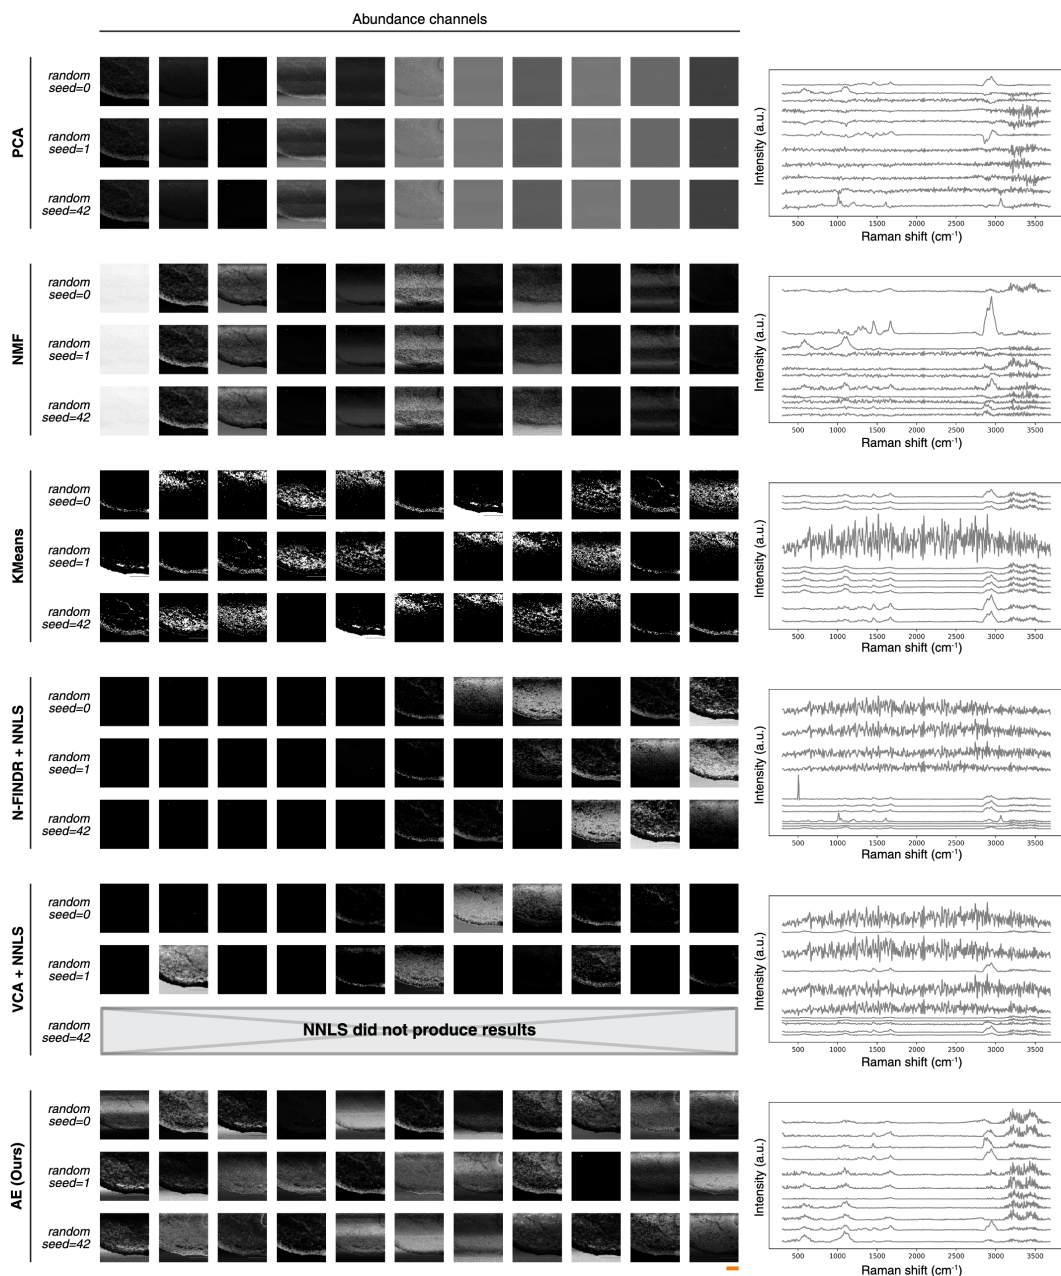 Abundance channels
PCA
random
seed=0
random
seed=1
random
seed=42
Intensity (a.u.)
500 1000 1500 2000 2500 3000 3500
Raman shift (cm⁻¹)
NMF
random
seed=0
random
seed=1
random
seed=42
Intensity (a.u.)
500 1000 1500 2000 2500 3000 3500
Raman shift (cm⁻¹)
KMeans
random
seed=0
random
seed=1
random
seed=42
Intensity (a.u.)
500 1000 1500 2000 2500 3000 3500
Raman shift (cm⁻¹)
N-FINDR + NNLS
random
seed=0
random
seed=1
random
seed=42
Intensity (a.u.)
500 1000 1500 2000 2500 3000 3500
Raman shift (cm⁻¹)
VCA + NNLS
random
seed=0
random
seed=1
random
seed=42
NNLS did not produce results
Intensity (a.u.)
500 1000 1500 2000 2500 3000 3500
Raman shift (cm⁻¹)
AE (Ours)
random
seed=0
random
seed=1
random
seed=42
Intensity (a.u.)
500 1000 1500 2000 2500 3000 3500
Raman shift (cm⁻¹)